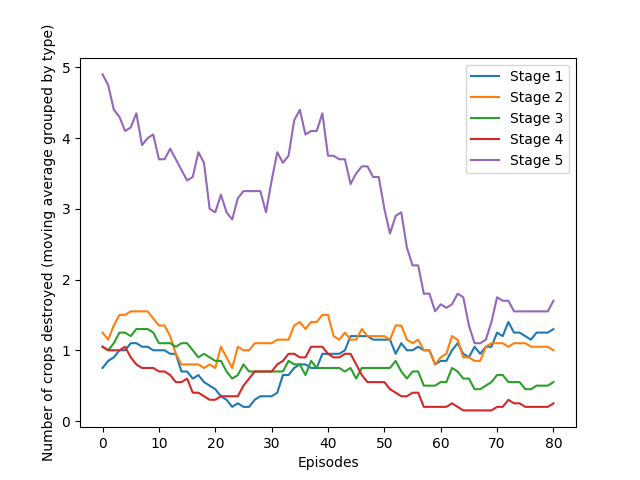 Number of crops destroyed (moving average grouped by type)
5
4
3
2
1
0
0 10 20 30 40 50 60 70 80
Episodes
Stage 1
Stage 2
Stage 3
Stage 4
Stage 5